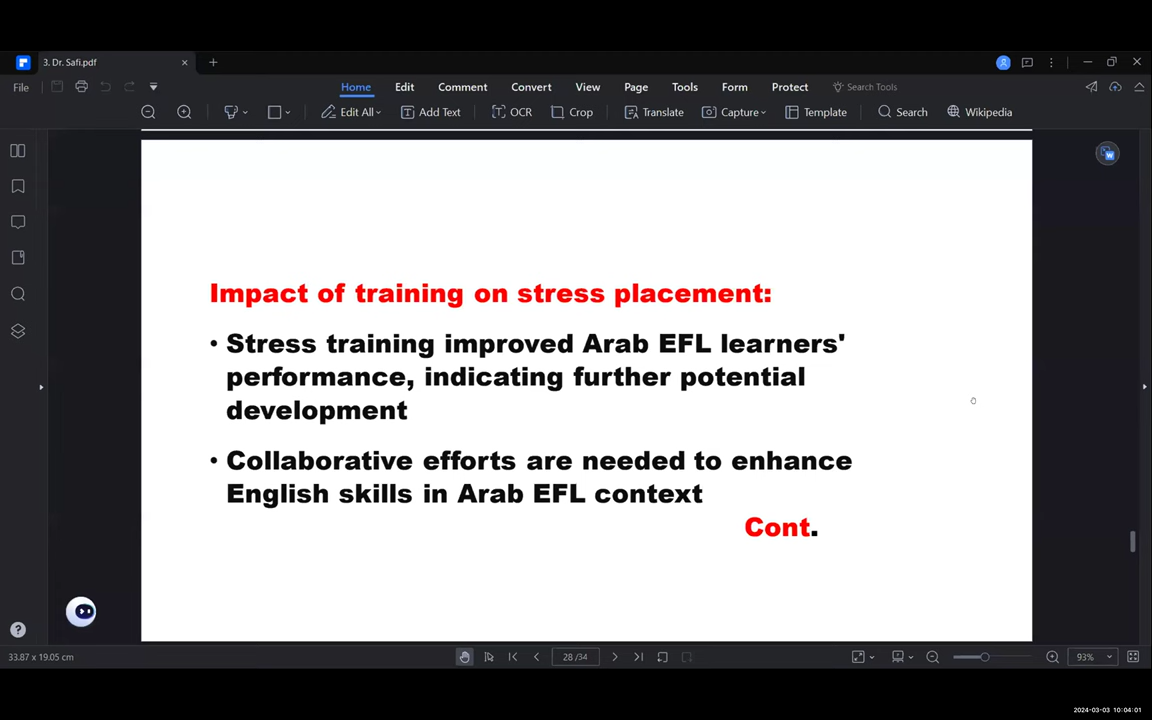 3. Dr. Safi.pdf
File
Home Edit Comment Convert View Page Tools Form Protect Search Tools
Edit All Add Text OCR Crop Translate Capture Template Search Wikipedia
Impact of training on stress placement:
• Stress training improved Arab EFL learners'
performance, indicating further potential
development
• Collaborative efforts are needed to enhance
English skills in Arab EFL context
Cont.
33.87 x 19.05 cm
28 /34
93%
2024-03-03 10:04:01